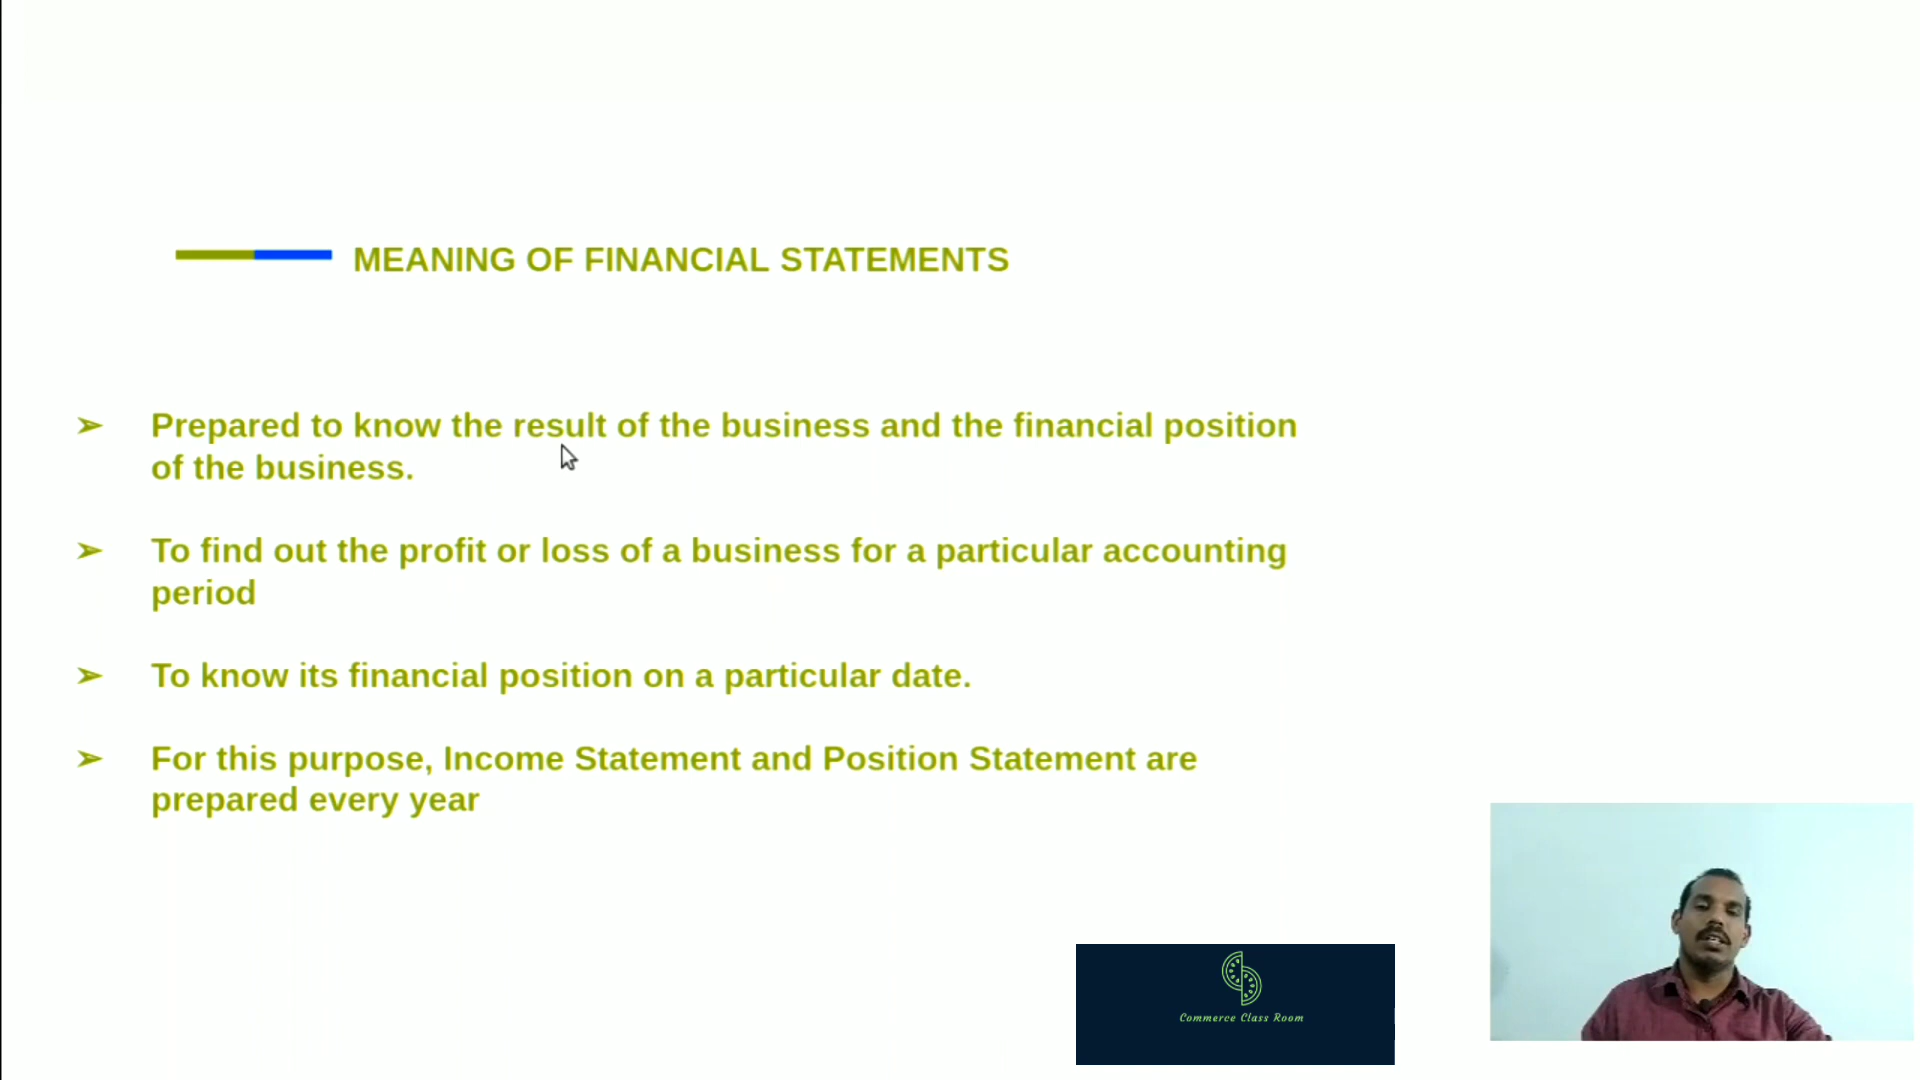 MEANING OF FINANCIAL STATEMENTS
➢ Prepared to know the result of the business and the financial position
of the business.
➢ To find out the profit or loss of a business for a particular accounting
period
➢ To know its financial position on a particular date.
➢ For this purpose, Income Statement and Position Statement are
prepared every year
Commerce Class Room